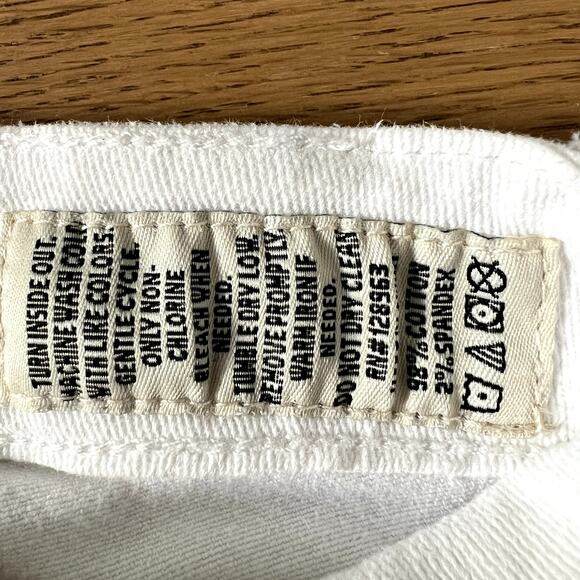 TURN INSIDE OUT.
MACHINE WASH COLD
WITH LIKE COLORS.
GENTLE CYCLE.
ONLY NON-
CHLORINE
BLEACH WHEN
NEEDED.
TUMBLE DRY LOW.
REMOVE PROMPTLY
WARM IRON IF
NEEDED.
DO NOT DRY CLEAN
RN#128963
98% COTTON
2% SPANDEX